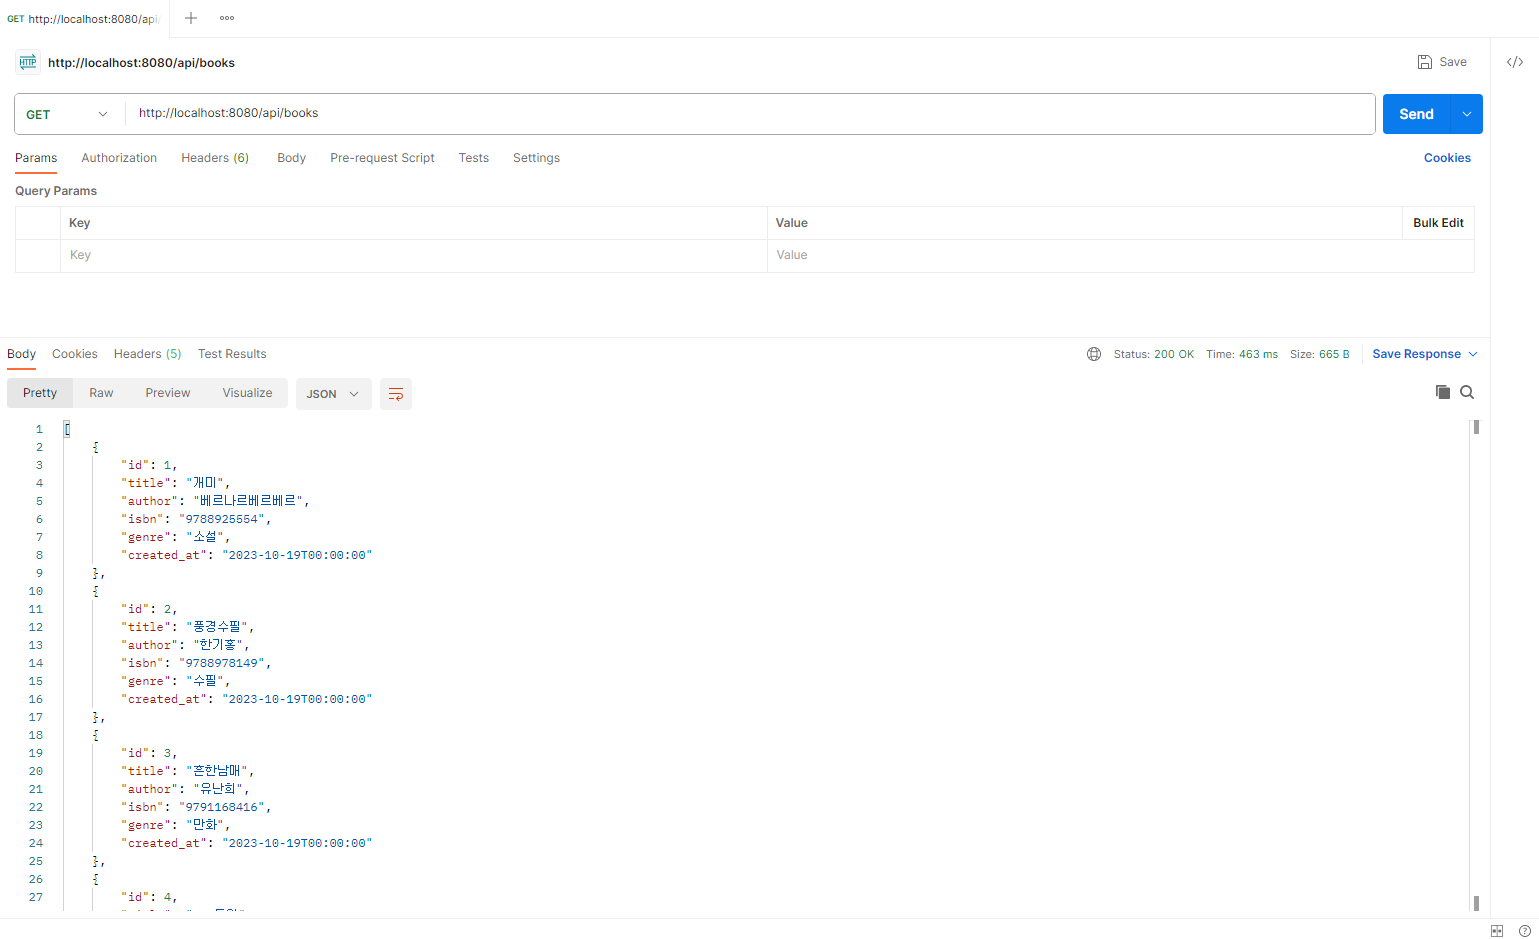 GET http://localhost:8080/api
http://localhost:8080/api/books
Save
GET
http://localhost:8080/api/books
Send
Params
Authorization
Headers (6)
Body
Pre-request Script
Tests
Settings
Cookies
Query Params
Key
Value
Bulk Edit
Key
Value
Body
Cookies
Headers (5)
Test Results
Status: 200 OK
Time: 463 ms
Size: 665 B
Save Response
Pretty
Raw
Preview
Visualize
JSON
1 [
2 {
3 "id": 1,
4 "title": "개미",
5 "author": "베르나르베르베르",
6 "isbn": "9788925554",
7 "genre": "소설",
8 "created_at": "2023-10-19T00:00:00"
9 },
10 {
11 "id": 2,
12 "title": "풍경수필",
13 "author": "한기홍",
14 "isbn": "9788978149",
15 "genre": "수필",
16 "created_at": "2023-10-19T00:00:00"
17 },
18 {
19 "id": 3,
20 "title": "흔한남매",
21 "author": "유난희",
22 "isbn": "9791168416",
23 "genre": "만화",
24 "created_at": "2023-10-19T00:00:00"
25 },
26 {
27 "id": 4,